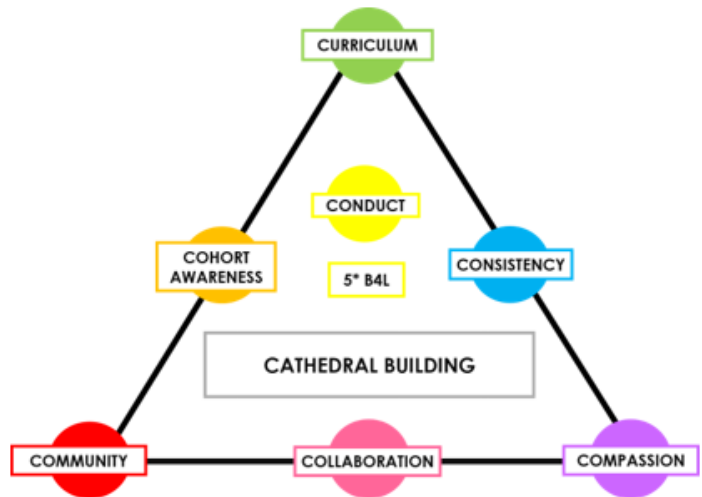 CURRICULUM
CONDUCT
COHORT
AWARENESS
CONSISTENCY
5* B4L
CATHEDRAL BUILDING
COMMUNITY
COLLABORATION
COMPASSION